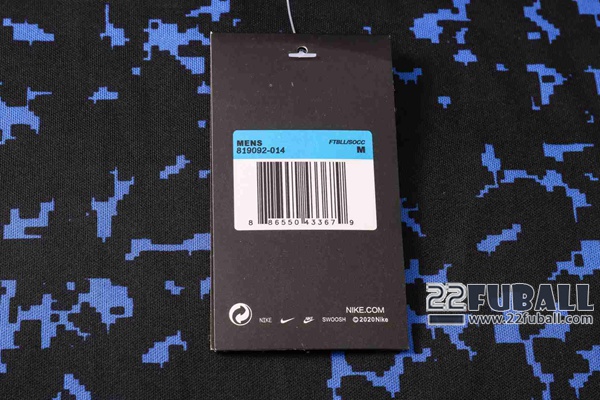 MENS FTBLL/SOCC
819092-014 M
8 86550 43367 9
NIKE.COM
NIKE SWOOSH ©2020Nike
22FUBALL
www.22fuball.com